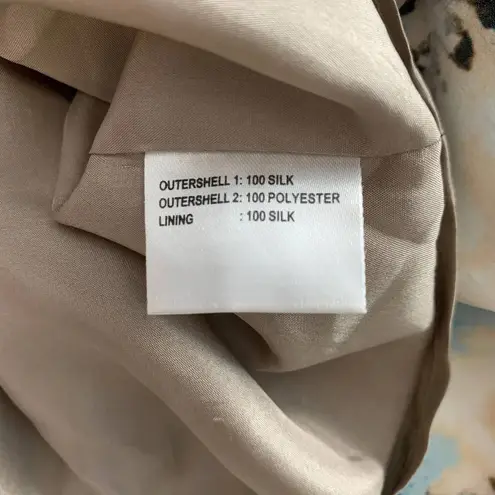 OUTERSHELL 1: 100 SILK
OUTERSHELL 2: 100 POLYESTER
LINING : 100 SILK